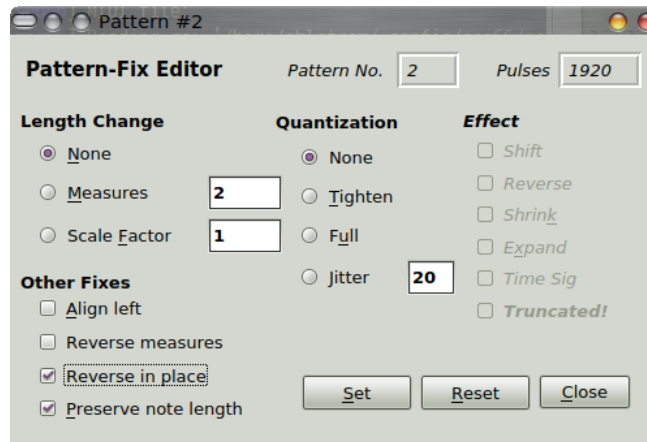 Pattern #2
Pattern-Fix Editor Pattern No. 2 Pulses 1920
Length Change
None
Measures 2
Scale Factor 1
Other Fixes
Align left
Reverse measures
Reverse in place
Preserve note length
Quantization
None
Tighten
Full
Jitter 20
Effect
Shift
Reverse
Shrink
Expand
Time Sig
Truncated!
Set Reset Close